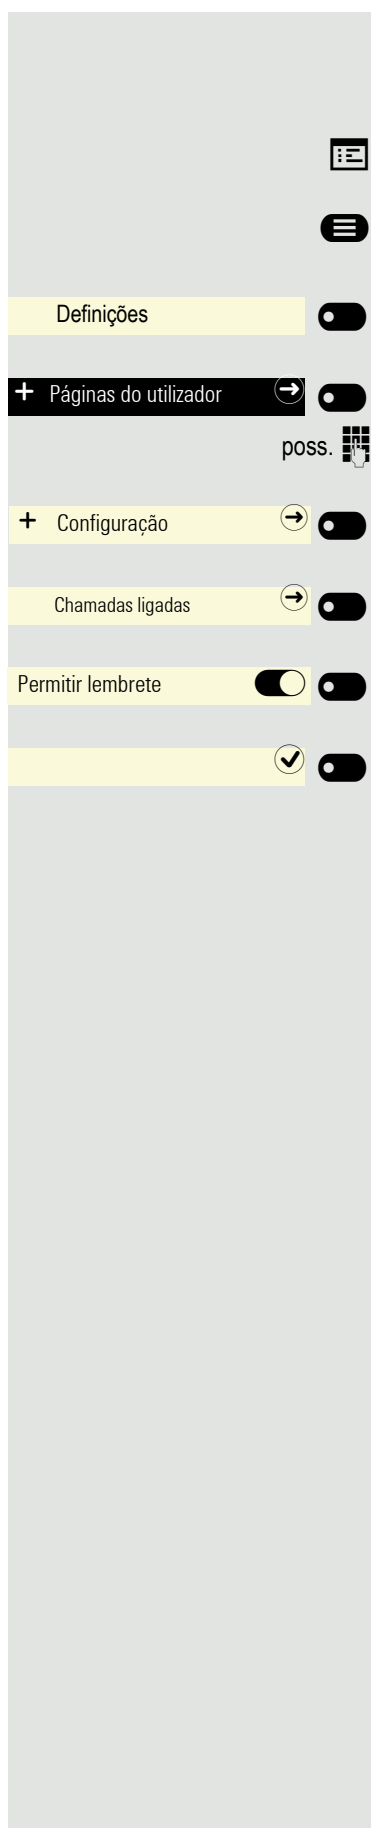 Definições
+ Páginas do utilizador
poss.
+ Configuração
Chamadas ligadas
Permitir lembrete